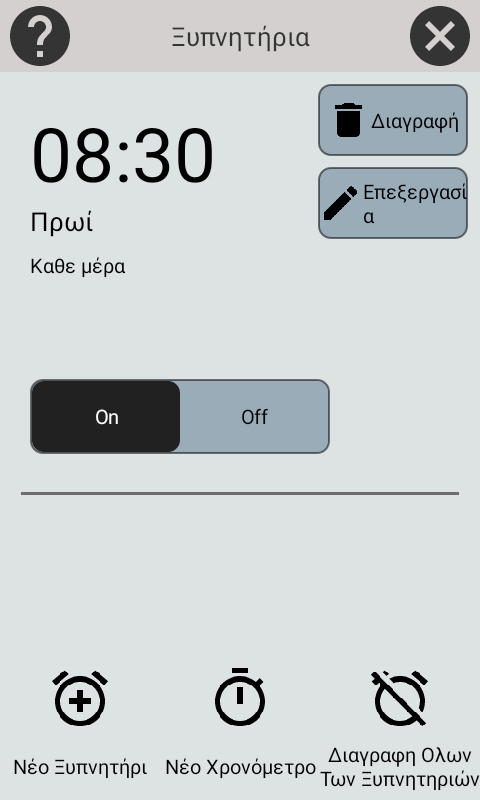 Ξυπνητήρια
Διαγραφή
08:30
Επεξεργασί
α
Πρωί
Καθε μέρα
On Off
Νέο Ξυπνητήρι
Νέο Χρονόμετρο
Διαγραφη Ολων
Των Ξυπνητηριών